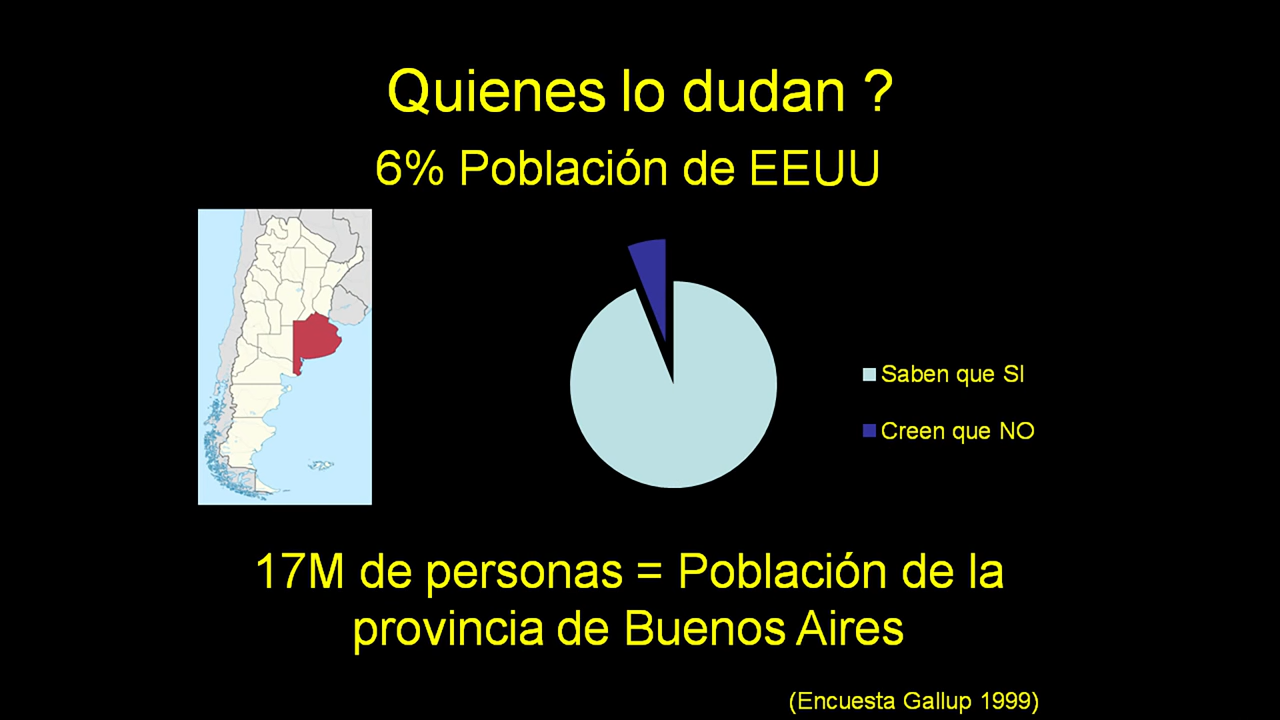 Quienes lo dudan ?
6% Población de EEUU
Saben que SI
Creen que NO
17M de personas = Población de la
provincia de Buenos Aires
(Encuesta Gallup 1999)